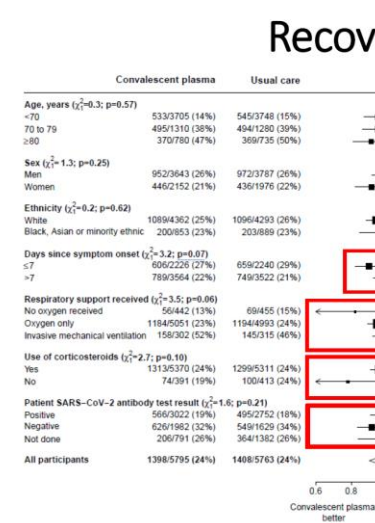 Recov
Convalescent plasma Usual care
Age, years (χ²₁=0.3; p=0.57)
<70 533/3705 (14%) 545/3748 (15%)
70 to 79 495/1310 (38%) 494/1280 (39%)
≥80 370/780 (47%) 369/735 (50%)
Sex (χ²₁=1.3; p=0.25)
Men 952/3643 (26%) 972/3787 (26%)
Women 446/2152 (21%) 436/1976 (22%)
Ethnicity (χ²₁=0.2; p=0.62)
White 1089/4362 (25%) 1096/4293 (26%)
Black, Asian or minority ethnic 200/853 (23%) 203/889 (23%)
Days since symptom onset (χ²₁=3.2; p=0.07)
≤7 606/2226 (27%) 659/2240 (29%)
>7 789/3564 (22%) 749/3522 (21%)
Respiratory support received (χ²₁=3.5; p=0.06)
No oxygen received 56/442 (13%) 69/455 (15%)
Oxygen only 1184/5051 (23%) 1194/4993 (24%)
Invasive mechanical ventilation 158/302 (52%) 145/315 (46%)
Use of corticosteroids (χ²₁=2.7; p=0.10)
Yes 1313/5370 (24%) 1299/5311 (24%)
No 74/391 (19%) 100/413 (24%)
Patient SARS−CoV−2 antibody test result (χ²₁=1.6; p=0.21)
Positive 566/3022 (19%) 495/2752 (18%)
Negative 626/1982 (32%) 549/1629 (34%)
Not done 206/791 (26%) 364/1382 (26%)
All participants 1398/5795 (24%) 1408/5763 (24%)
0.6 0.8
Convalescent plasma
better